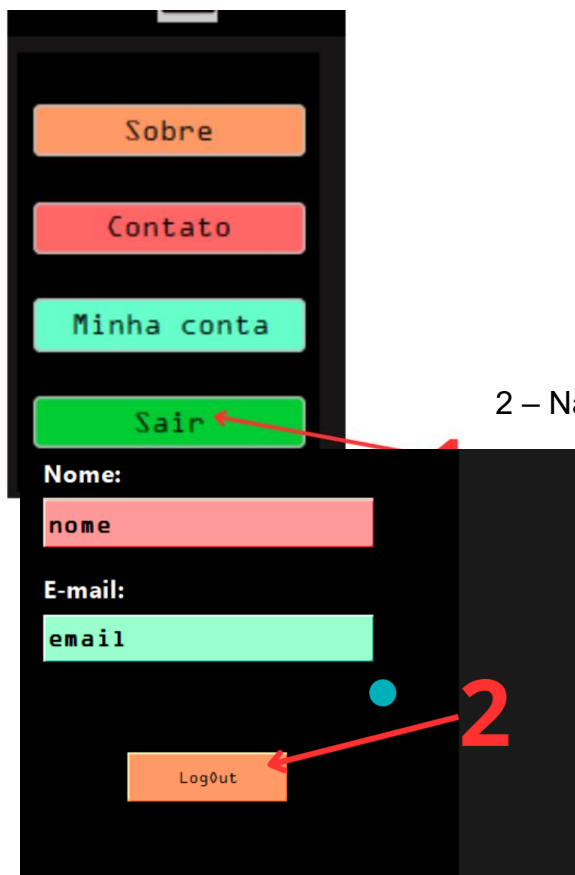 Sobre
Contato
Minha conta
Sair
2 – Na
Nome:
nome
E-mail:
email
2
LogOut